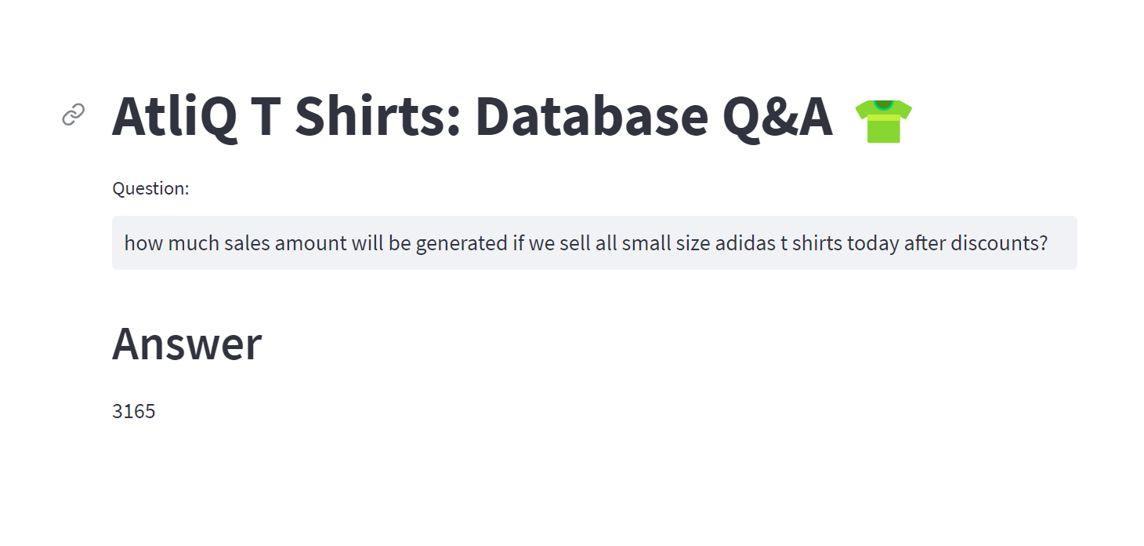 AtliQ T Shirts: Database Q&A
Question:
how much sales amount will be generated if we sell all small size adidas t shirts today after discounts?
Answer
3165